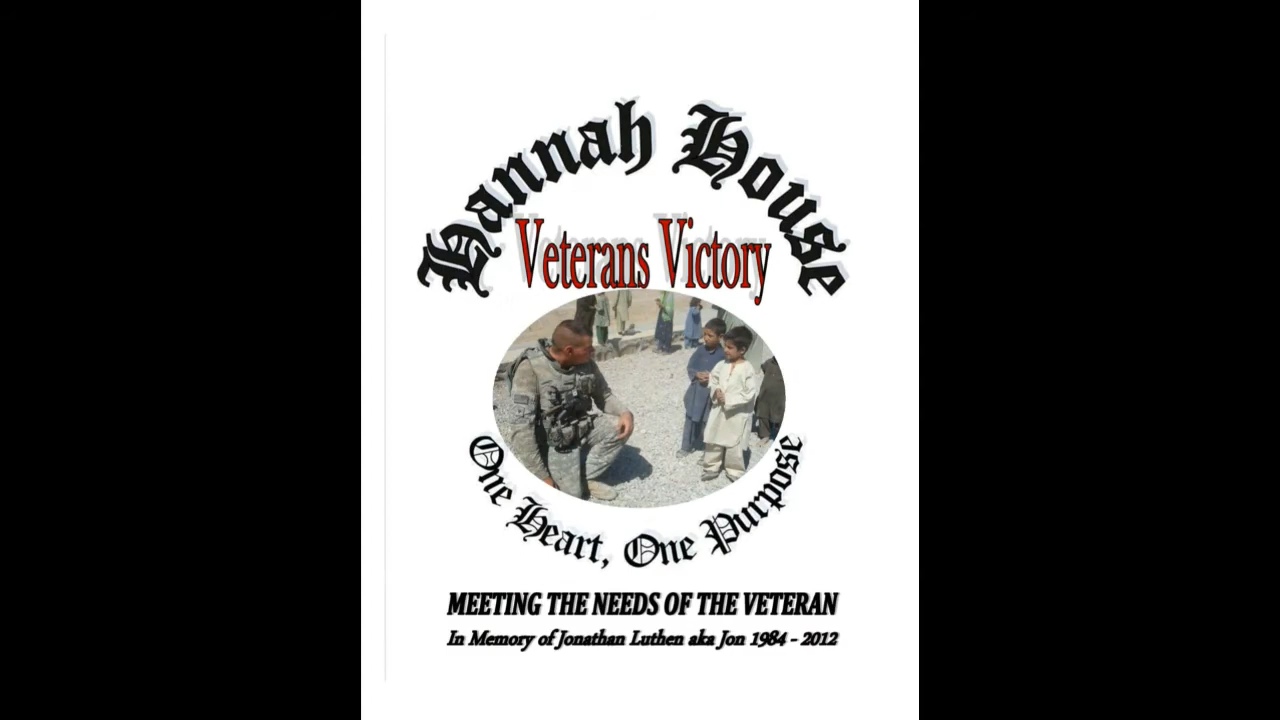 Hannah House
Veterans Victory
One Heart, One Purpose
MEETING THE NEEDS OF THE VETERAN
In Memory of Jonathan Luthen aka Jon 1984 - 2012